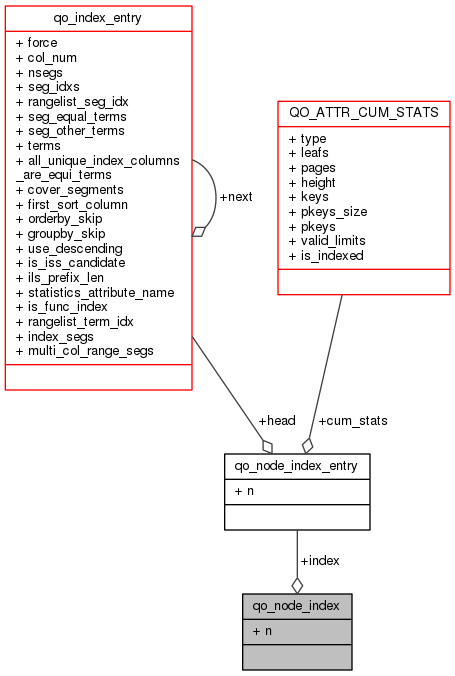 qo_index_entry
+ force
+ col_num
+ nsegs
+ seg_idxs
+ rangelist_seg_idx
+ seg_equal_terms
+ seg_other_terms
+ terms
+ all_unique_index_columns
_are_equi_terms
+ cover_segments
+ first_sort_column
+ orderby_skip
+ groupby_skip
+ use_descending
+ is_iss_candidate
+ ils_prefix_len
+ statistics_attribute_name
+ is_func_index
+ rangelist_term_idx
+ index_segs
+ multi_col_range_segs
+next
QO_ATTR_CUM_STATS
+ type
+ leafs
+ pages
+ height
+ keys
+ pkeys_size
+ pkeys
+ valid_limits
+ is_indexed
+head
+cum_stats
qo_node_index_entry
+ n
+index
qo_node_index
+ n